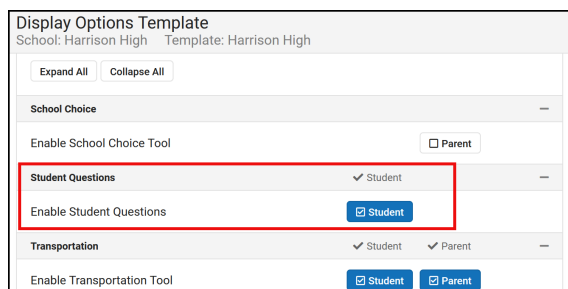 Display Options Template
School: Harrison High Template: Harrison High
Expand All Collapse All
School Choice
Enable School Choice Tool Parent
Student Questions Student
Enable Student Questions Student
Transportation Student Parent
Enable Transportation Tool Student Parent